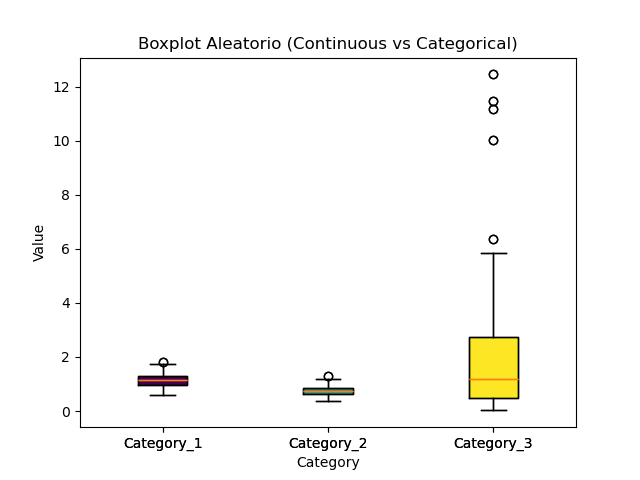 Boxplot Aleatorio (Continuous vs Categorical)
12
10
8
6
4
2
0
Value
Category_1
Category_2
Category_3
Category